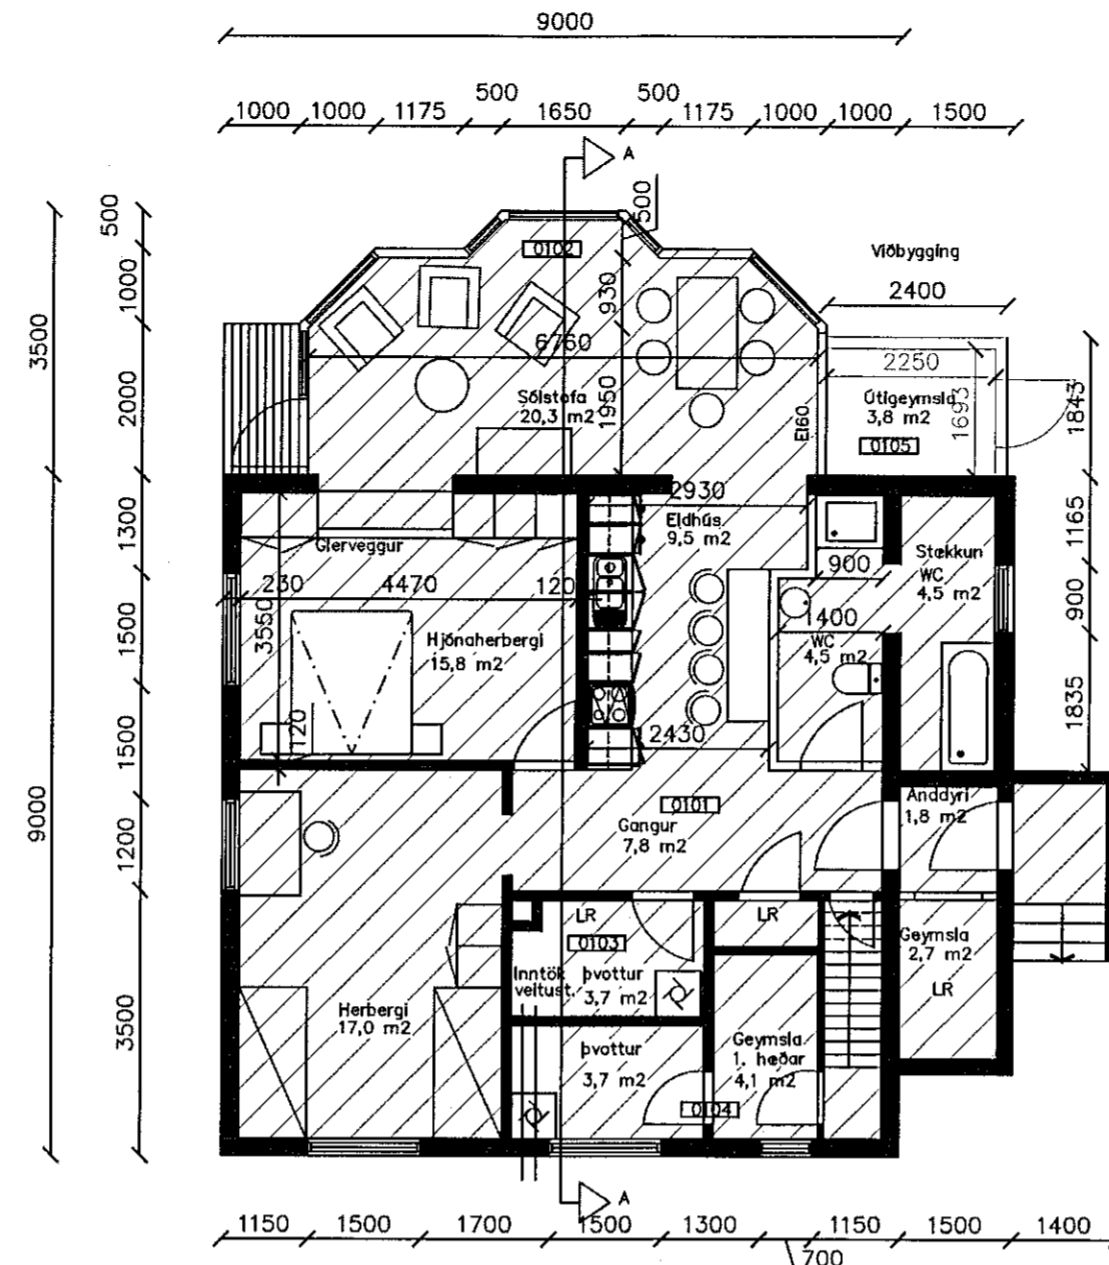 9000
500 500
1000 1000 1175 1650 1175 1000 1000 1500
A
500
1000
2000
3500
1300
1500
1500
1200
3500
9000
500
0102
930
Viðbygging
2400
6760
2250
Sólstofa
20,3 m2
1950
EI60
Útigeymsla
3,8 m2
1693
0105
1843
1165
900
1835
2930
Eldhús
9,5 m2
Glerveggur
230 4470 120
3550
Hjónaherbergi
15,8 m2
120
900
Stækkun
WC
4,5 m2
1400
WC
4,5 m2
2430
0101
Gangur
7,8 m2
Anddyri
1,8 m2
LR
0103
LR
Geymsla
2,7 m2
LR
Inntök
veitust.
Þvottur
3,7 m2
Herbergi
17,0 m2
Þvottur
3,7 m2
Geymsla
1. hæðar
4,1 m2
0104
A
1150 1500 1700 1500 1300 1150 1500 1400
700